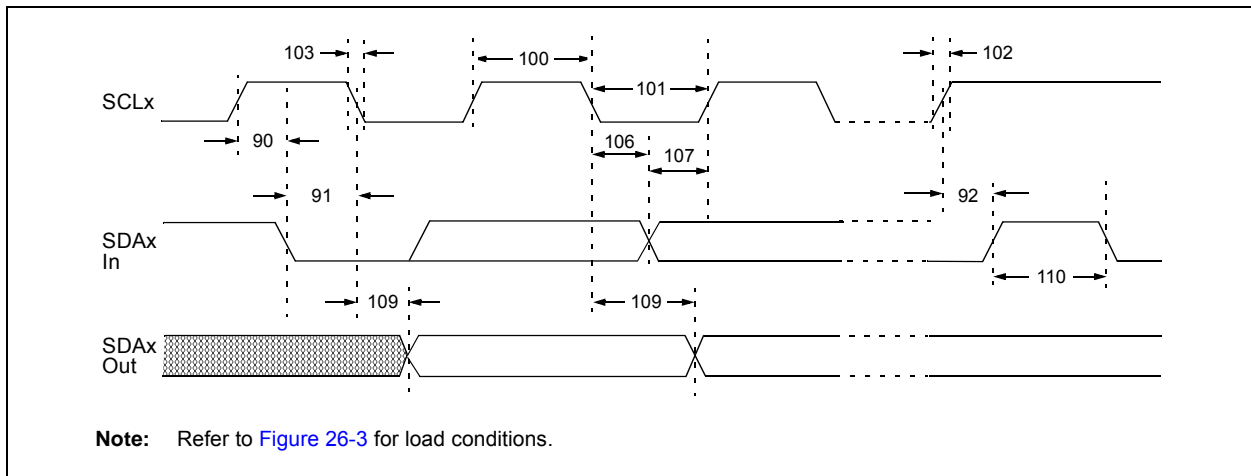 103
100
102
SCLx
101
90
106
107
91
92
SDAx
In
110
109
109
SDAx
Out
Note: Refer to Figure 26-3 for load conditions.